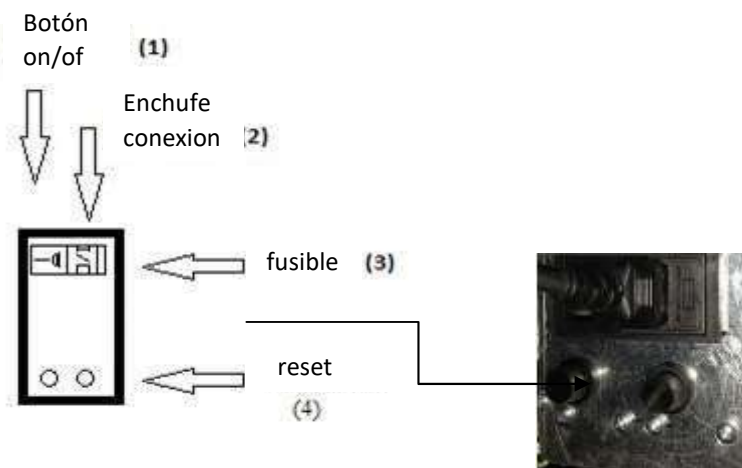 Botón
on/of (1)
Enchufe
conexion (2)
fusible (3)
reset
(4)